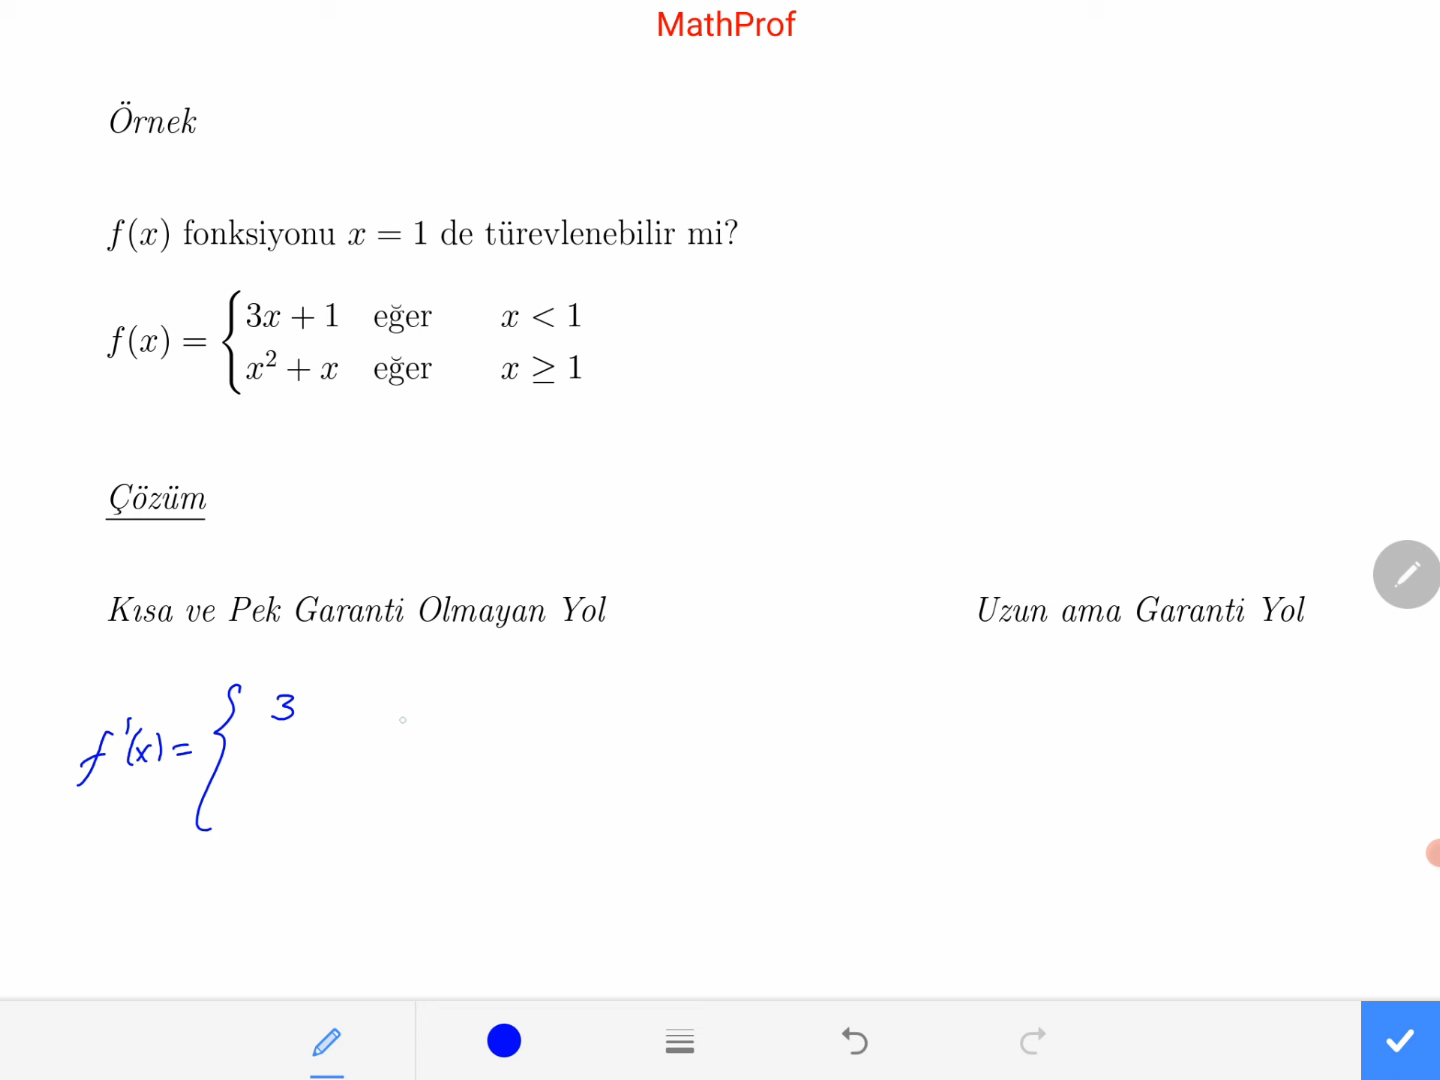 MathProf
Örnek
f(x) fonksiyonu x = 1 de türevlenebilir mi?
f(x) = { 3x + 1 eğer x < 1
x² + x eğer x ≥ 1
Çözüm
Kısa ve Pek Garanti Olmayan Yol
Uzun ama Garanti Yol
f'(x) = { 3